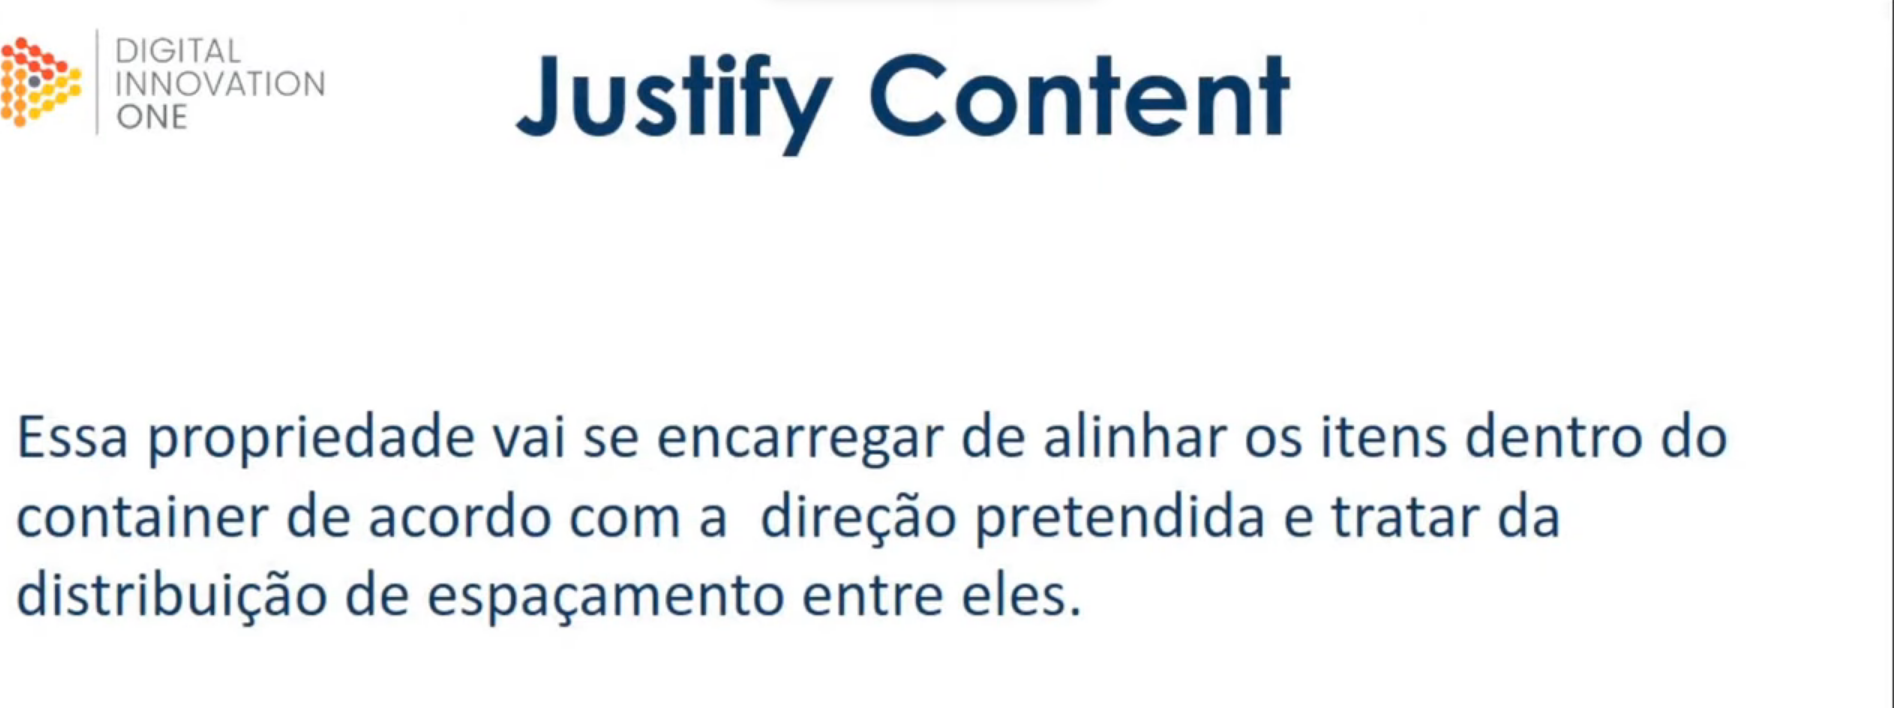 DIGITAL
INNOVATION
ONE
Justify Content
Essa propriedade vai se encarregar de alinhar os itens dentro do
container de acordo com a direção pretendida e tratar da
distribuição de espaçamento entre eles.